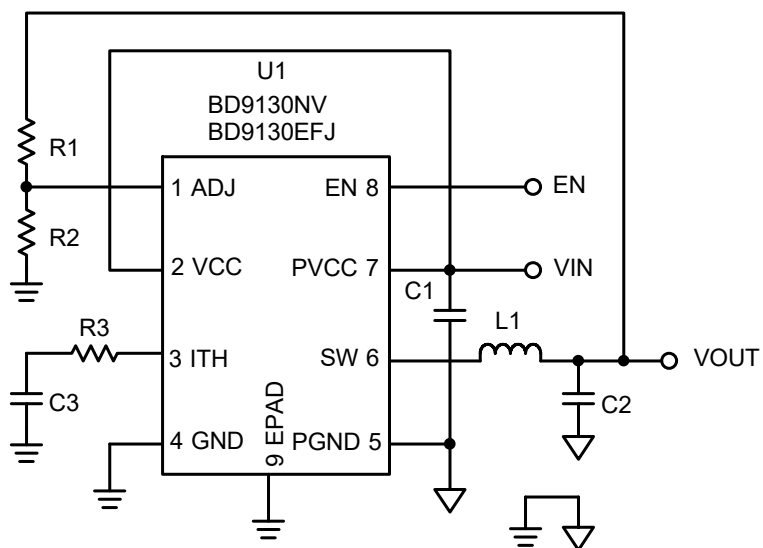 U1
BD9130NV
BD9130EFJ
R1
1 ADJ
EN 8
EN
R2
2 VCC
PVCC 7
VIN
C1
R3
L1
3 ITH
SW 6
VOUT
C3
C2
4 GND
9 EPAD
PGND 5